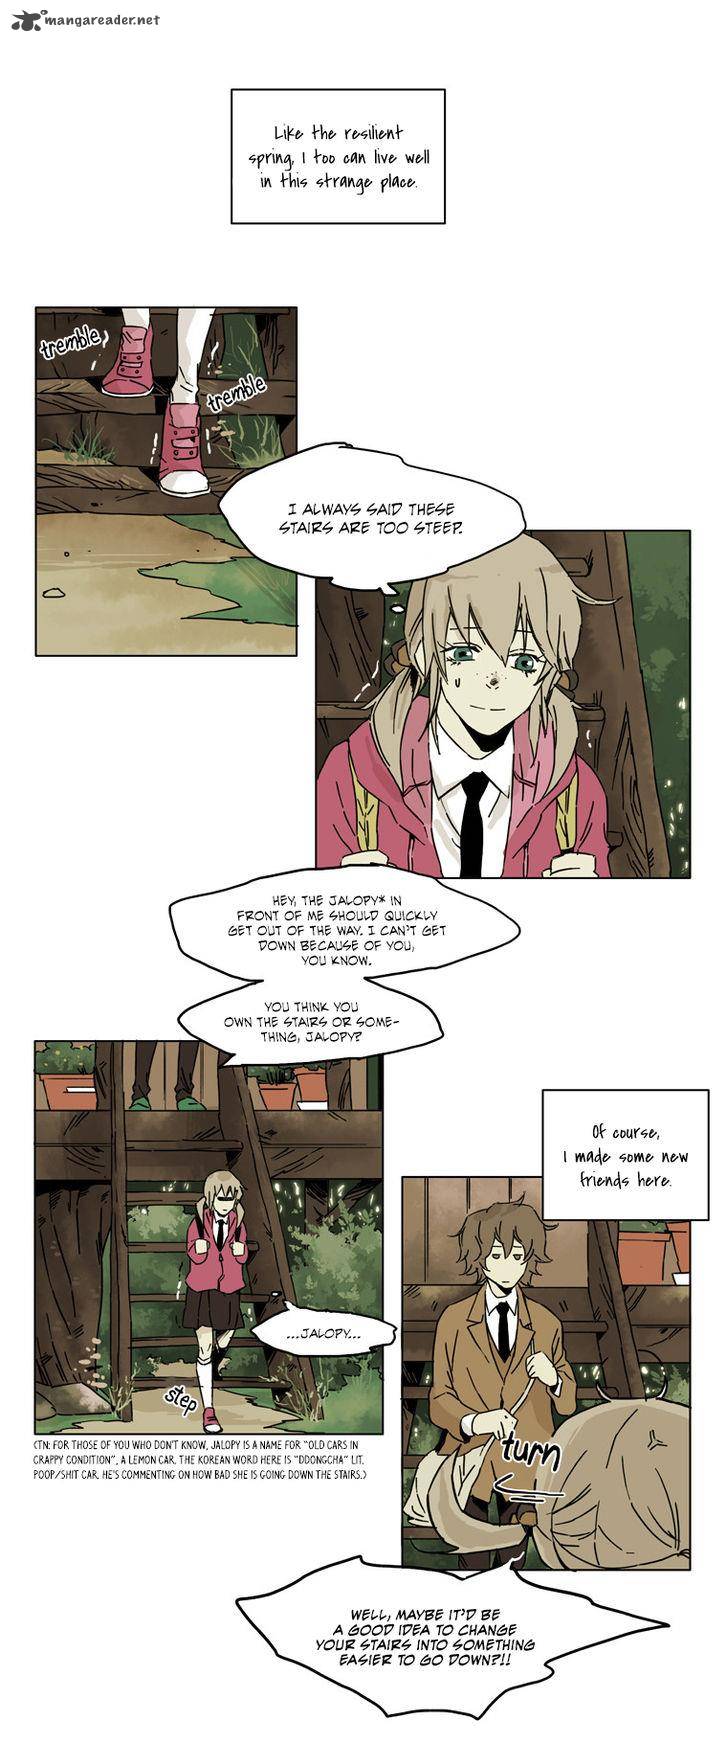 mangareader.net
Like the resilient
spring, I too can live well
in this strange place.
tremble
tremble
I ALWAYS SAID THESE
STAIRS ARE TOO STEEP.
HEY, THE JALOPY* IN
FRONT OF ME SHOULD QUICKLY
GET OUT OF THE WAY. I CAN'T GET
DOWN BECAUSE OF YOU,
YOU KNOW.
YOU THINK YOU
OWN THE STAIRS OR SOME-
THING, JALOPY?
Of course,
I made some new
friends here.
...JALOPY...
step
(TN: FOR THOSE OF YOU WHO DON'T KNOW, JALOPY IS A NAME FOR "OLD CARS IN
CRAPPY CONDITION", A LEMON CAR. THE KOREAN WORD HERE IS "DDONGCHA" LIT.
POOP/SHIT CAR. HE'S COMMENTING ON HOW BAD SHE IS GOING DOWN THE STAIRS.)
turn
WELL, MAYBE IT'D BE
A GOOD IDEA TO CHANGE
YOUR STAIRS INTO SOMETHING
EASIER TO GO DOWN?!!